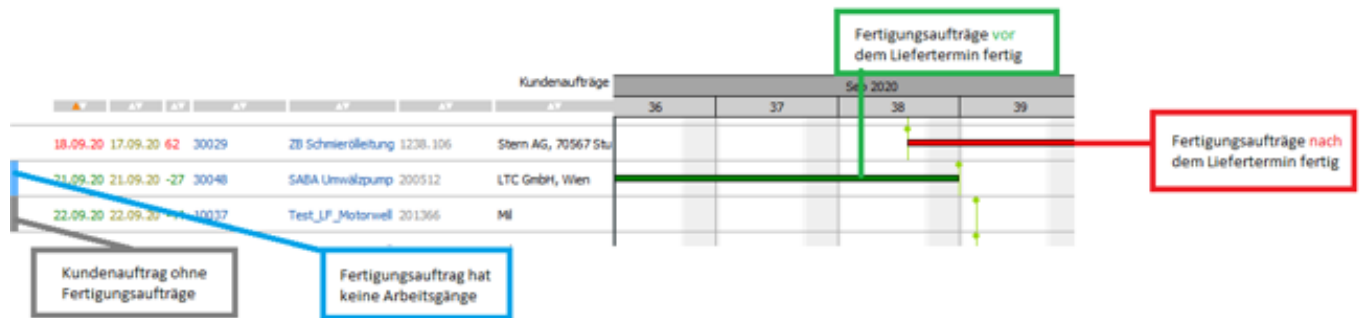 Fertigungsaufträge vor
dem Liefertermin fertig
Kundenaufträge
Sep 2020
36 37 38 39
18.09.20 17.09.20 62 30029 ZB Schmierölleitung 1238.106 Stern AG, 70567 Stu
Fertigungsaufträge nach
dem Liefertermin fertig
21.09.20 21.09.20 -27 30048 SABA Umwälzpump 200512 LTC GmbH, Wien
22.09.20 22.09.20 10037 Test_LF_Motorwell 201366 Mil
Kundenauftrag ohne
Fertigungsaufträge
Fertigungsauftrag hat
keine Arbeitsgänge